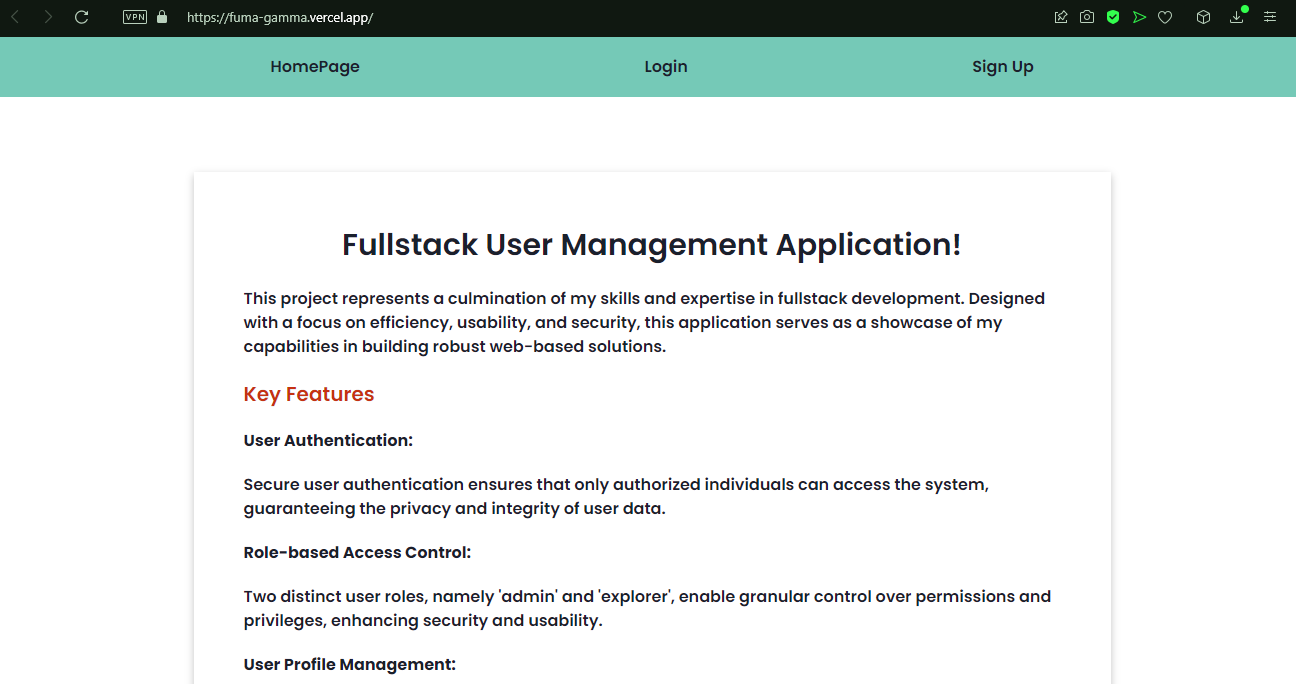 VPN https://fuma-gamma.vercel.app/
HomePage Login Sign Up
Fullstack User Management Application!
This project represents a culmination of my skills and expertise in fullstack development. Designed
with a focus on efficiency, usability, and security, this application serves as a showcase of my
capabilities in building robust web-based solutions.
Key Features
User Authentication:
Secure user authentication ensures that only authorized individuals can access the system,
guaranteeing the privacy and integrity of user data.
Role-based Access Control:
Two distinct user roles, namely 'admin' and 'explorer', enable granular control over permissions and
privileges, enhancing security and usability.
User Profile Management: